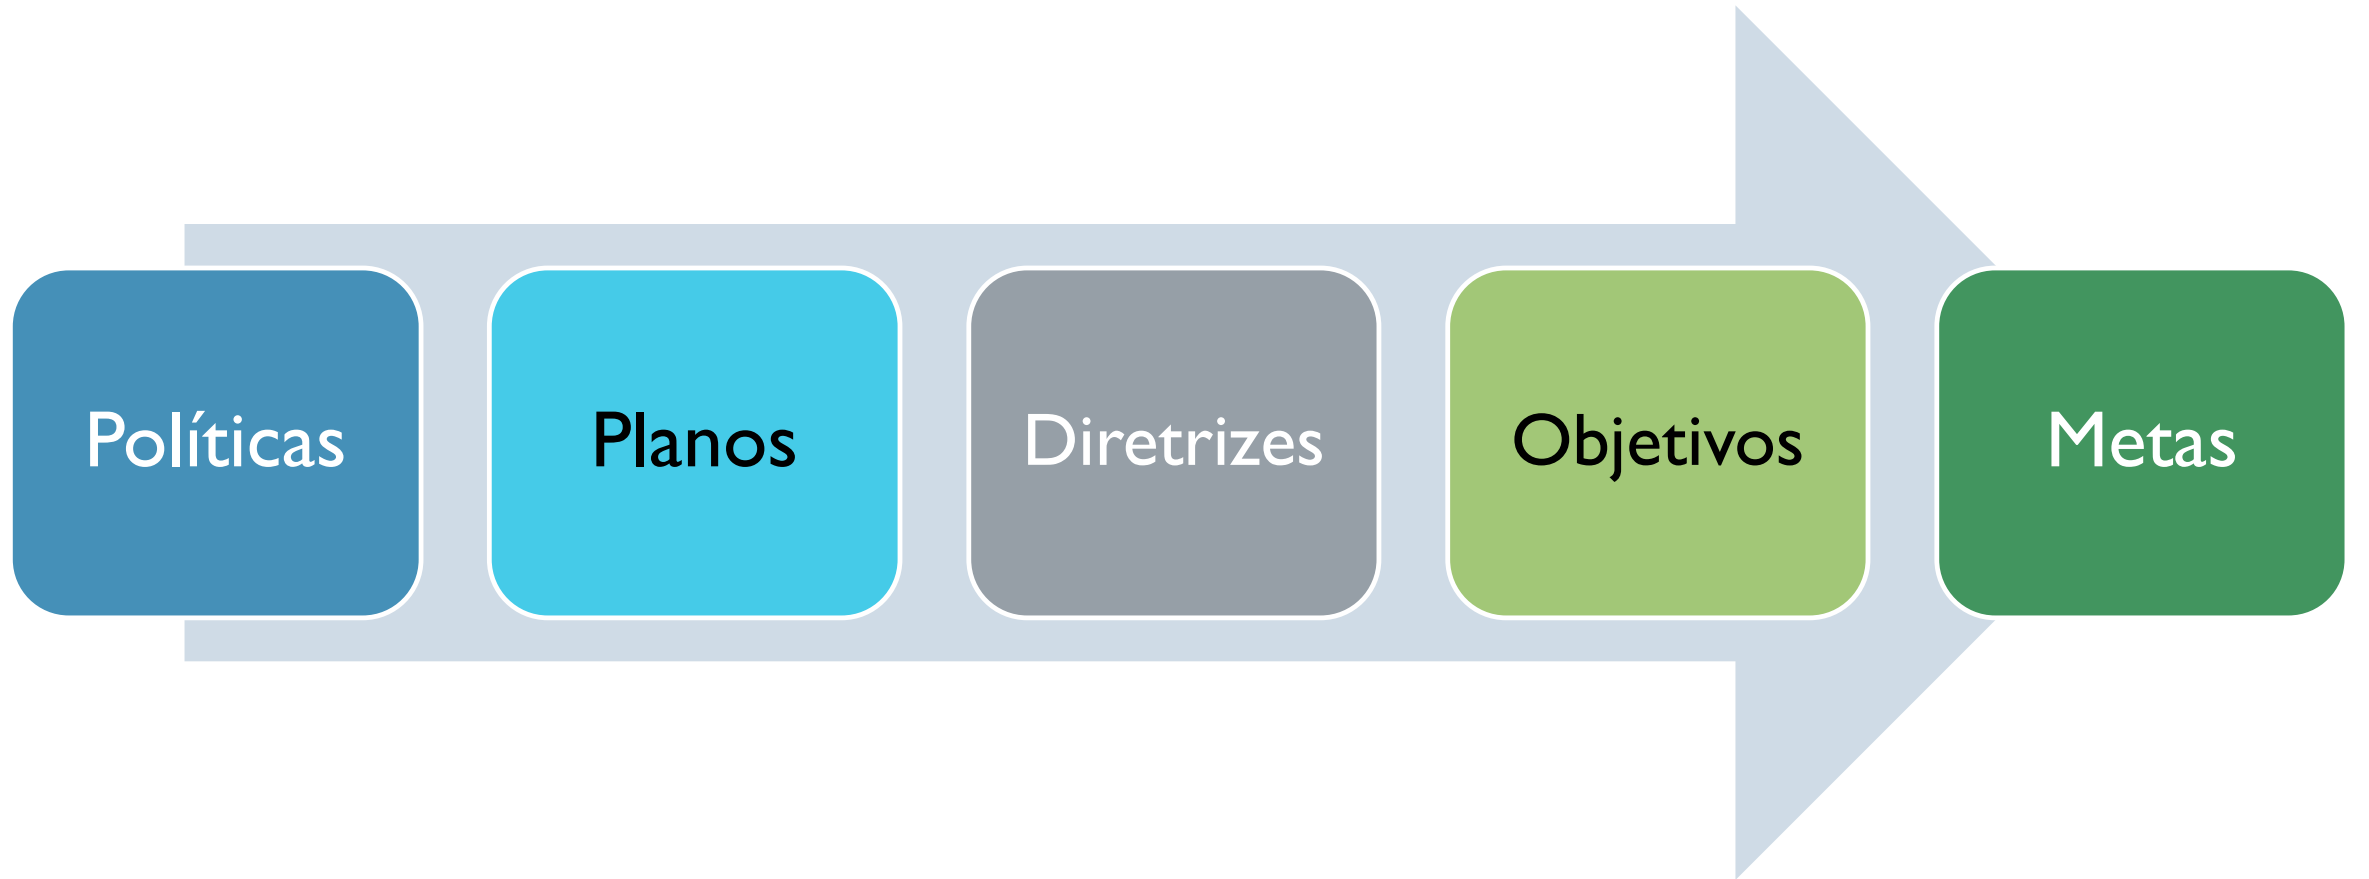 Políticas
Planos
Diretrizes
Objetivos
Metas